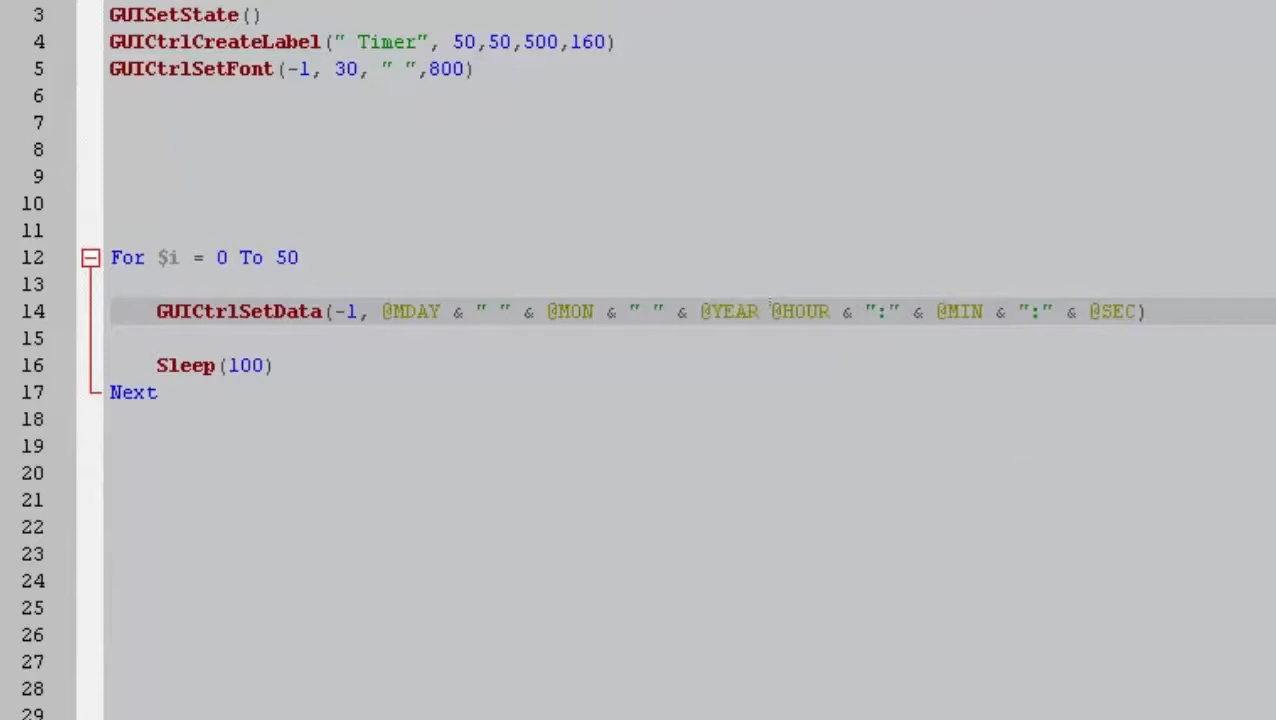 3 GUISetState()
4 GUICtrlCreateLabel(" Timer", 50,50,500,160)
5 GUICtrlSetFont(-1, 30, " ",800)
6
7
8
9
10
11
12 For $i = 0 To 50
13
14 GUICtrlSetData(-1, @MDAY & " " & @MON & " " & @YEAR @HOUR & ":" & @MIN & ":" & @SEC)
15
16 Sleep(100)
17 Next
18
19
20
21
22
23
24
25
26
27
28
29